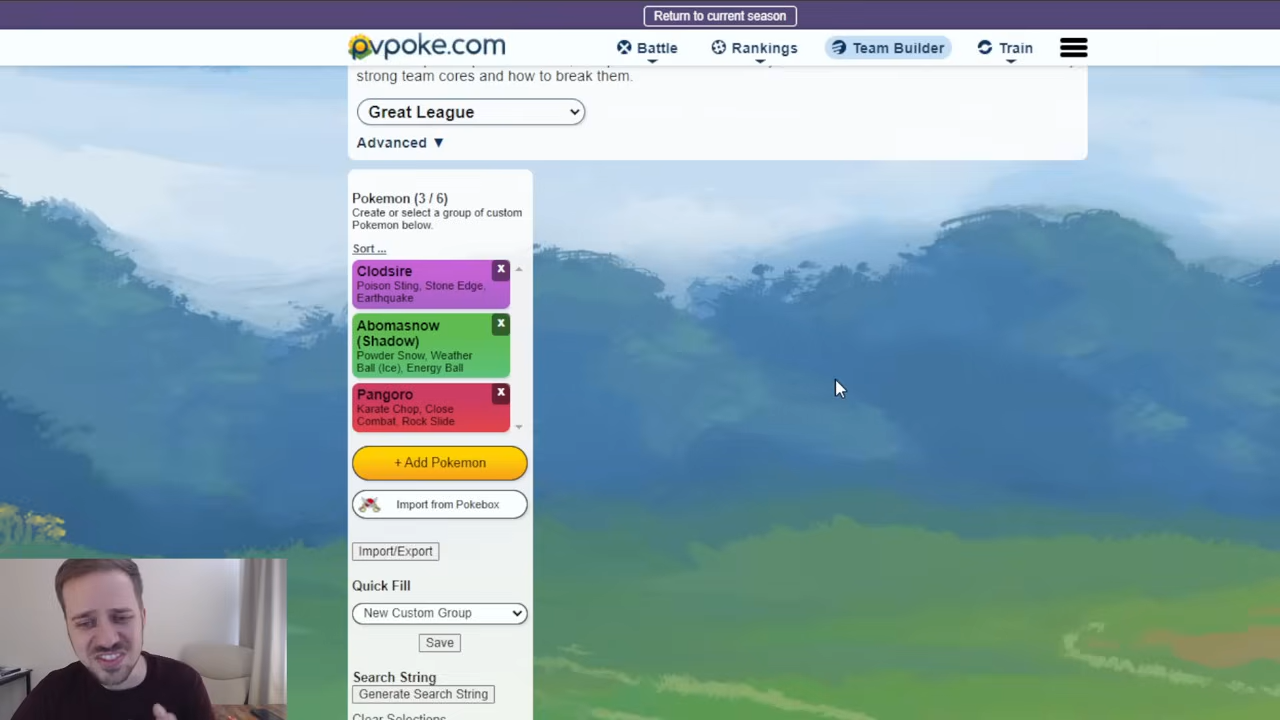 Return to current season
pvpoke.com
Battle
Rankings
Team Builder
Train
strong team cores and how to break them.
Great League
Advanced ▼
Pokemon (3 / 6)
Create or select a group of custom
Pokemon below.
Sort ...
Clodsire
x
Poison Sting, Stone Edge,
Earthquake
Abomasnow
(Shadow)
x
Powder Snow, Weather
Ball (Ice), Energy Ball
Pangoro
x
Karate Chop, Close
Combat, Rock Slide
+ Add Pokemon
Import from Pokebox
Import/Export
Quick Fill
New Custom Group
Save
Search String
Generate Search String
Clear Selections